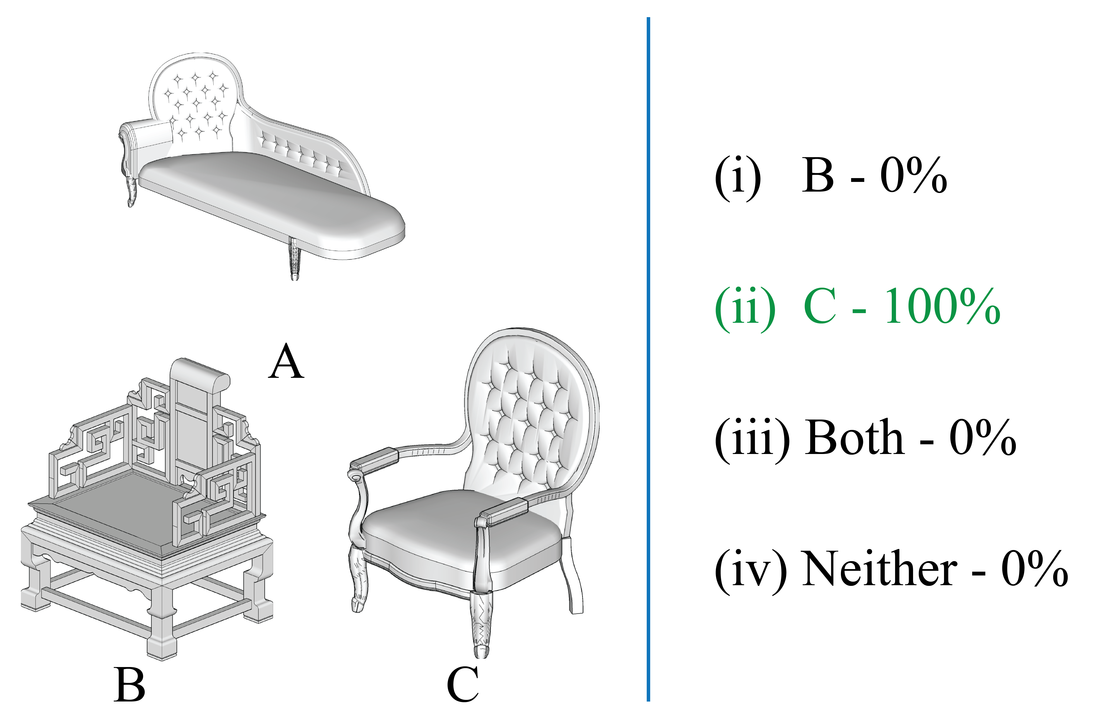 A
B
C
(i) B - 0%
(ii) C - 100%
(iii) Both - 0%
(iv) Neither - 0%